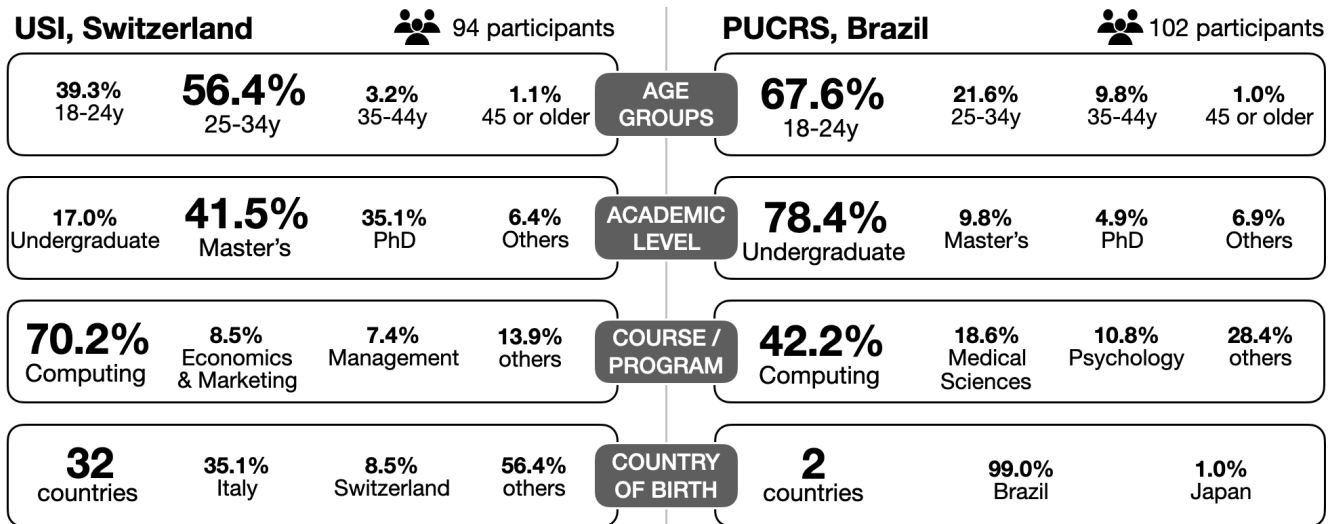 USI, Switzerland
94 participants
PUCRS, Brazil
102 participants
39.3%
18-24y
56.4%
25-34y
3.2%
35-44y
1.1%
45 or older
AGE
GROUPS
67.6%
18-24y
21.6%
25-34y
9.8%
35-44y
1.0%
45 or older
17.0%
Undergraduate
41.5%
Master's
35.1%
PhD
6.4%
Others
ACADEMIC
LEVEL
78.4%
Undergraduate
9.8%
Master's
4.9%
PhD
6.9%
Others
70.2%
Computing
8.5%
Economics
& Marketing
7.4%
Management
13.9%
others
COURSE /
PROGRAM
42.2%
Computing
18.6%
Medical
Sciences
10.8%
Psychology
28.4%
others
32
countries
35.1%
Italy
8.5%
Switzerland
56.4%
others
COUNTRY
OF BIRTH
2
countries
99.0%
Brazil
1.0%
Japan